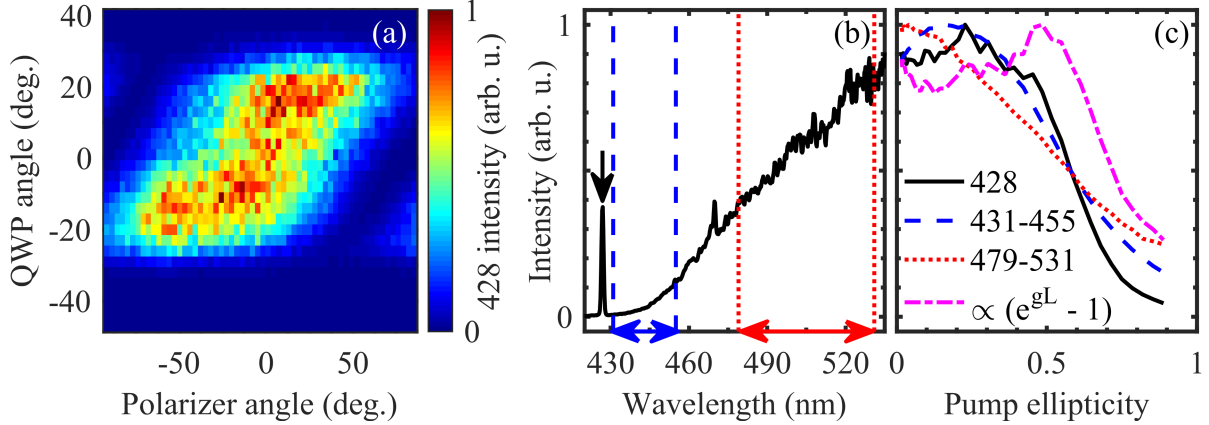 40
20
0
-20
-40
QWP angle (deg.)
(a)
-50
0
50
Polarizer angle (deg.)
1
0
428 intensity (arb. u.)
1
0
Intensity (arb. u.)
(b)
430
460
490
520
Wavelength (nm)
(c)
428
431-455
479-531
∝ (e^gL - 1)
0
0.5
1
Pump ellipticity